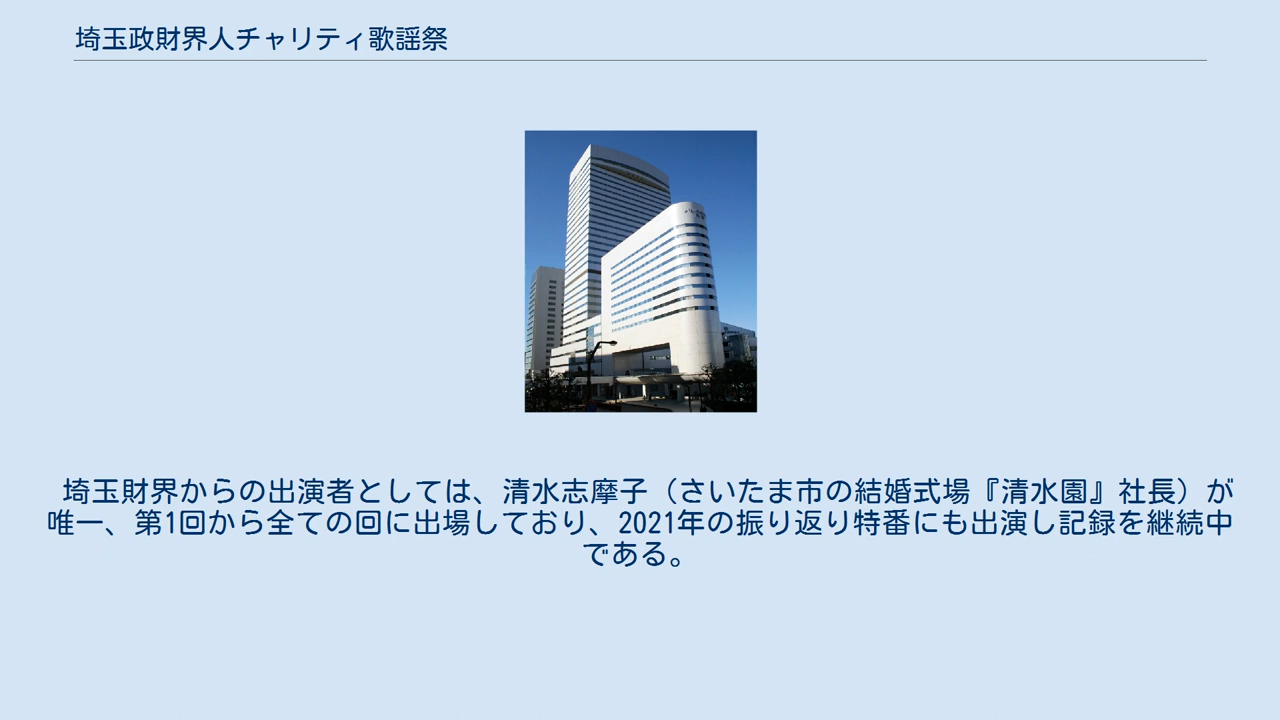 埼玉政財界人チャリティ歌謡祭
埼玉財界からの出演者としては、清水志摩子（さいたま市の結婚式場『清水園』社長）が
唯一、第1回から全ての回に出場しており、2021年の振り返り特番にも出演し記録を継続中
である。